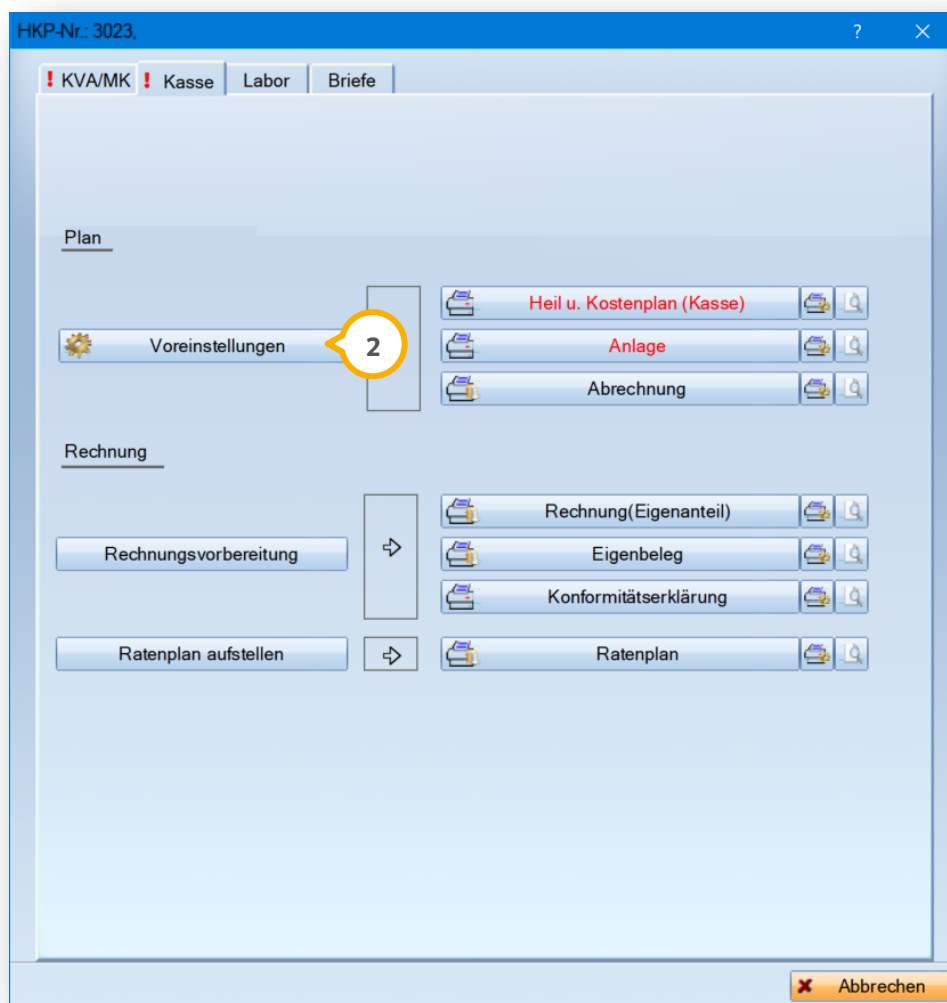 HKP-Nr.: 3023,
! KVA/MK ! Kasse Labor Briefe
Plan
Heil u. Kostenplan (Kasse)
Voreinstellungen 2 Anlage
Abrechnung
Rechnung
Rechnung(Eigenanteil)
Rechnungsvorbereitung Eigenbeleg
Konformitätserklärung
Ratenplan aufstellen Ratenplan
Abbrechen